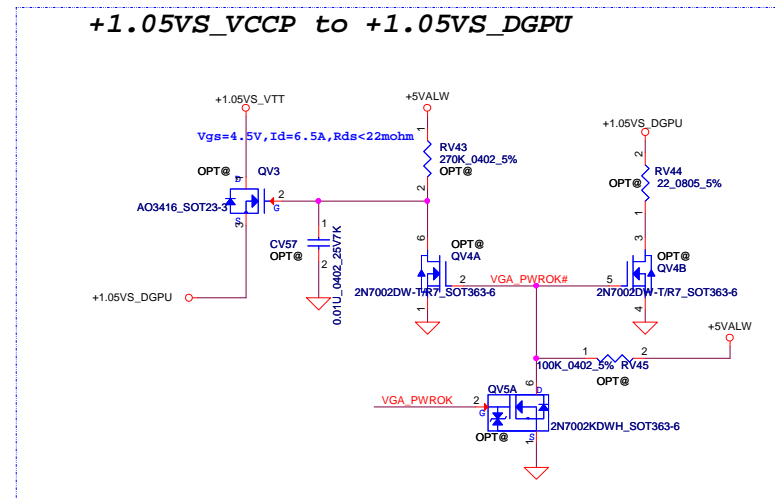 +1.05VS_VCCP to +1.05VS_DGPU
+1.05VS_VTT
+5VALW
+1.05VS_DGPU
Vgs=4.5V,Id=6.5A,Rds<22mohm
1
RV43
270K_0402_5%
OPT@
2
2
RV44
22_0805_5%
OPT@
1
OPT@
QV3
D
1
2
G
AO3416_SOT23-3
S
3
1
CV57
OPT@
2
0.01U_0402_25V7K
6
OPT@
QV4A
2
2N7002DW-T/R7_SOT363-6
1
VGA_PWROK#
3
OPT@
QV4B
5
2N7002DW-T/R7_SOT363-6
4
+1.05VS_DGPU
+5VALW
1
2
100K_0402_5%
RV45
OPT@
VGA_PWROK
QV5A
6
D
2
G
OPT@
S
1
2N7002KDWH_SOT363-6